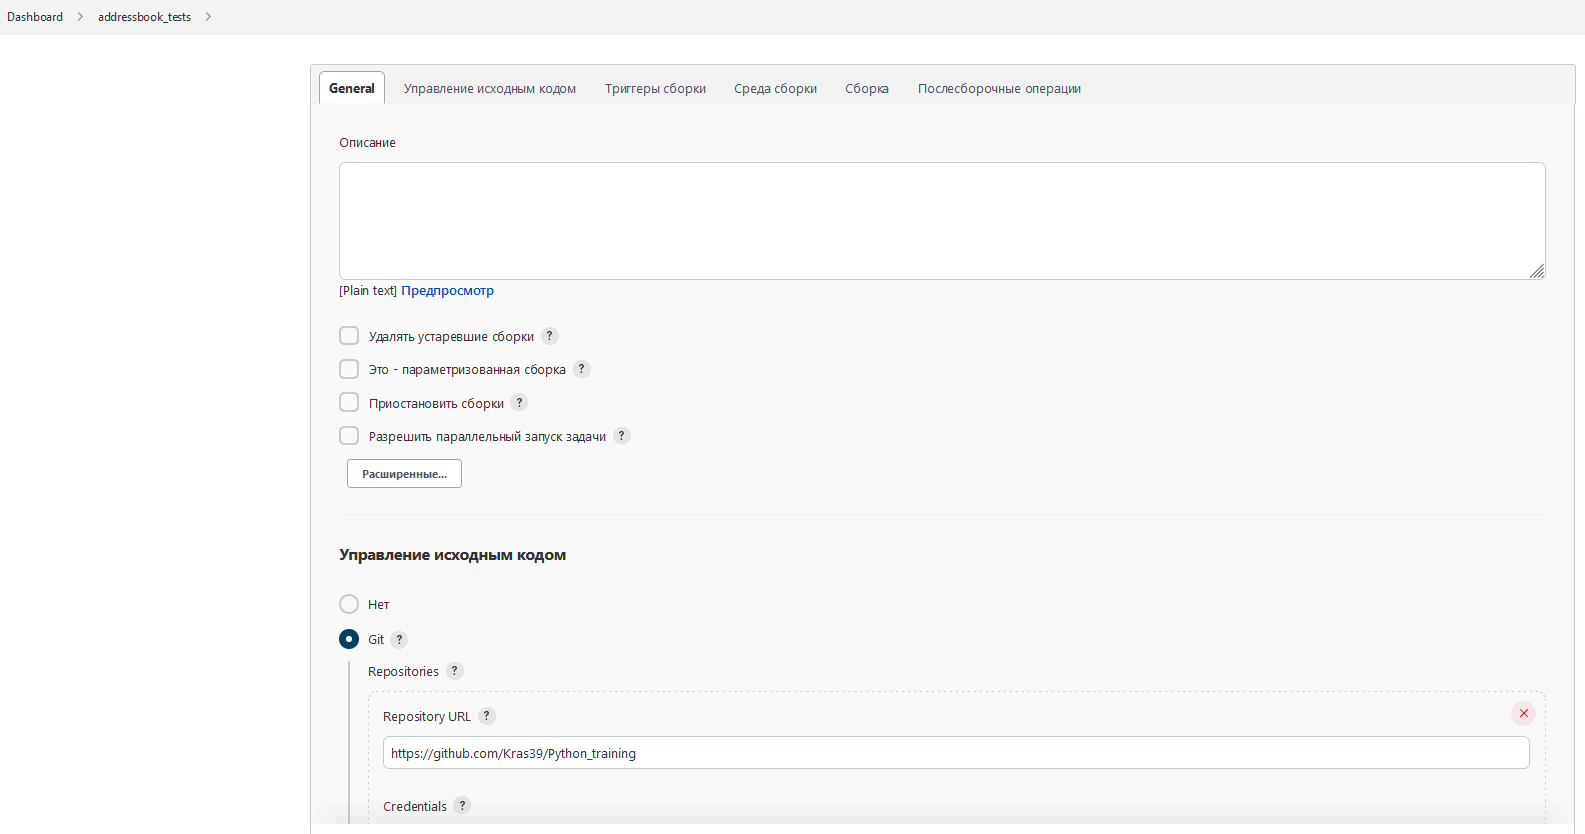 Dashboard > addressbook_tests >
General Управление исходным кодом Триггеры сборки Среда сборки Сборка Послесборочные операции
Описание
[Plain text] Предпросмотр
Удалять устаревшие сборки ?
Это - параметризованная сборка ?
Приостановить сборки ?
Разрешить параллельный запуск задачи ?
Расширенные...
Управление исходным кодом
Нет
Git ?
Repositories ?
Repository URL ?
https://github.com/Kras39/Python_training
Credentials ?